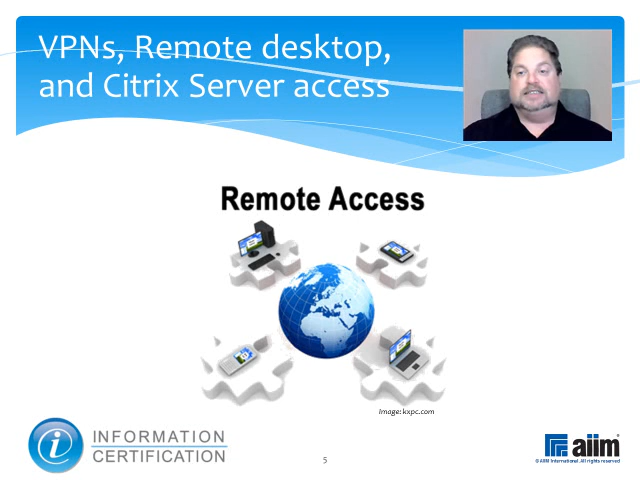 VPNs, Remote desktop,
and Citrix Server access
Remote Access
Image: kxpc.com
i
INFORMATION
CERTIFICATION
5
aiim
© AIIM International. All rights reserved